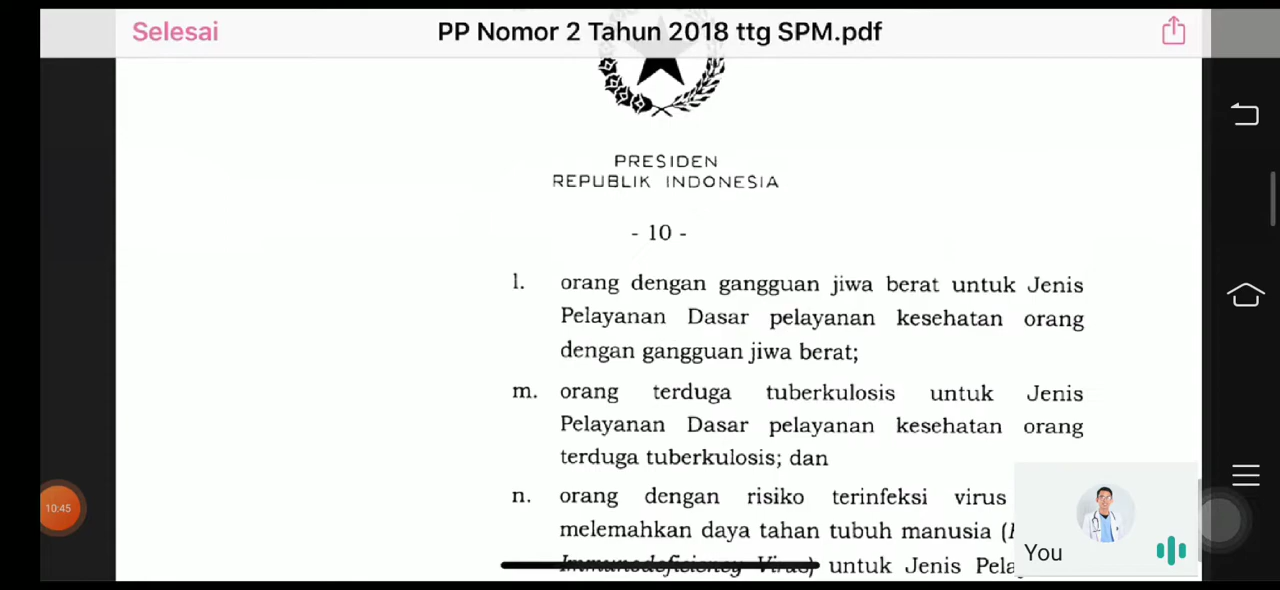 Selesai
PP Nomor 2 Tahun 2018 ttg SPM.pdf
PRESIDEN
REPUBLIK INDONESIA
- 10 -
l. orang dengan gangguan jiwa berat untuk Jenis
Pelayanan Dasar pelayanan kesehatan orang
dengan gangguan jiwa berat;
m. orang terduga tuberkulosis untuk Jenis
Pelayanan Dasar pelayanan kesehatan orang
terduga tuberkulosis; dan
n. orang dengan risiko terinfeksi virus
melemahkan daya tahan tubuh manusia (
Immunodeficiency Virus) untuk Jenis Pela
10:45
You